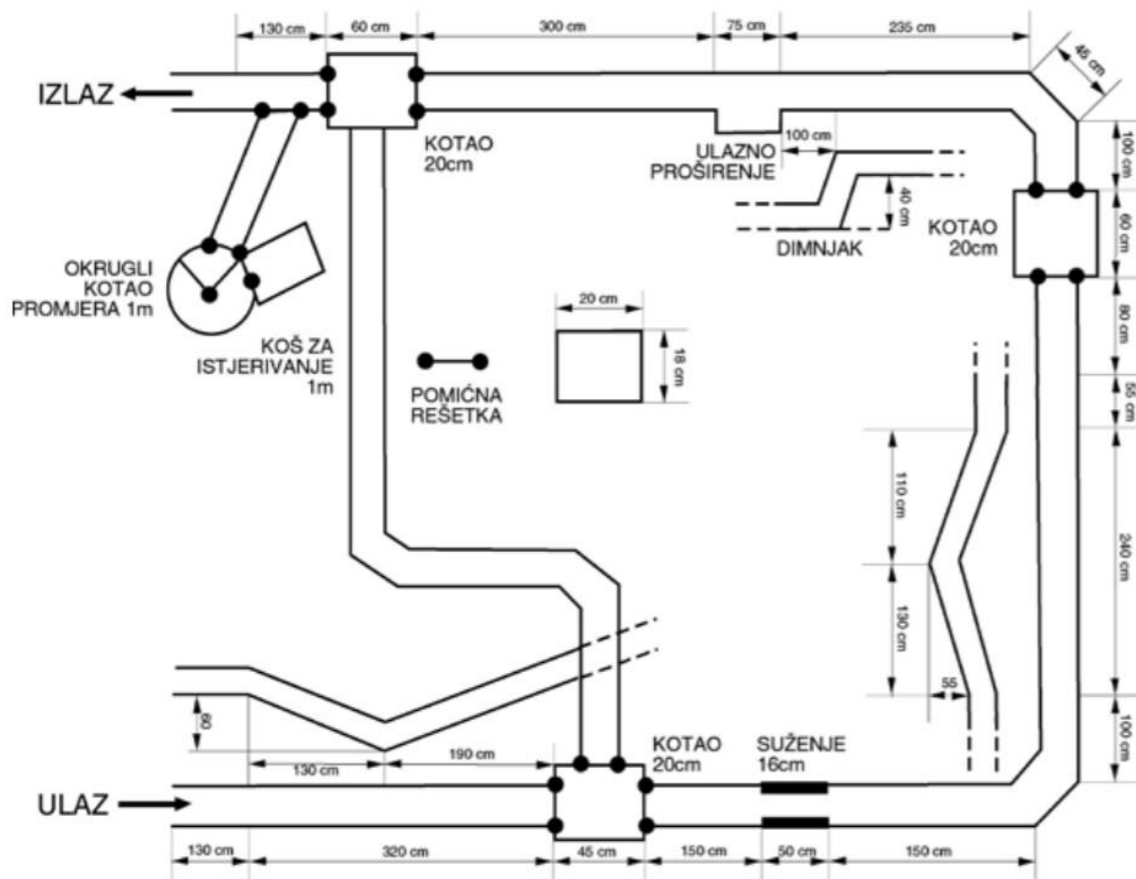 130 cm
60 cm
300 cm
75 cm
235 cm
45 cm
IZLAZ
KOTAO
20cm
ULAZNO
PROŠIRENJE
100 cm
40 cm
DIMNJAK
100 cm
KOTAO
20cm
60 cm
80 cm
OKRUGLI
KOTAO
PROMJERA 1m
KOŠ ZA
ISTJERIVANJE
1m
POMIĆNA
REŠETKA
20 cm
18 cm
55 cm
110 cm
240 cm
130 cm
55
100 cm
60
130 cm
190 cm
KOTAO
20cm
SUŽENJE
16cm
ULAZ
130 cm
320 cm
45 cm
150 cm
50 cm
150 cm